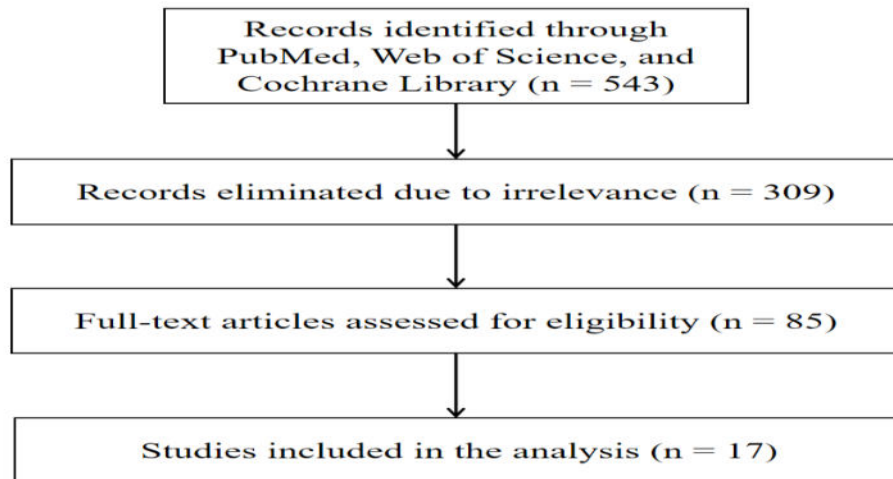 Records identified through
PubMed, Web of Science, and
Cochrane Library (n = 543)
Records eliminated due to irrelevance (n = 309)
Full-text articles assessed for eligibility (n = 85)
Studies included in the analysis (n = 17)